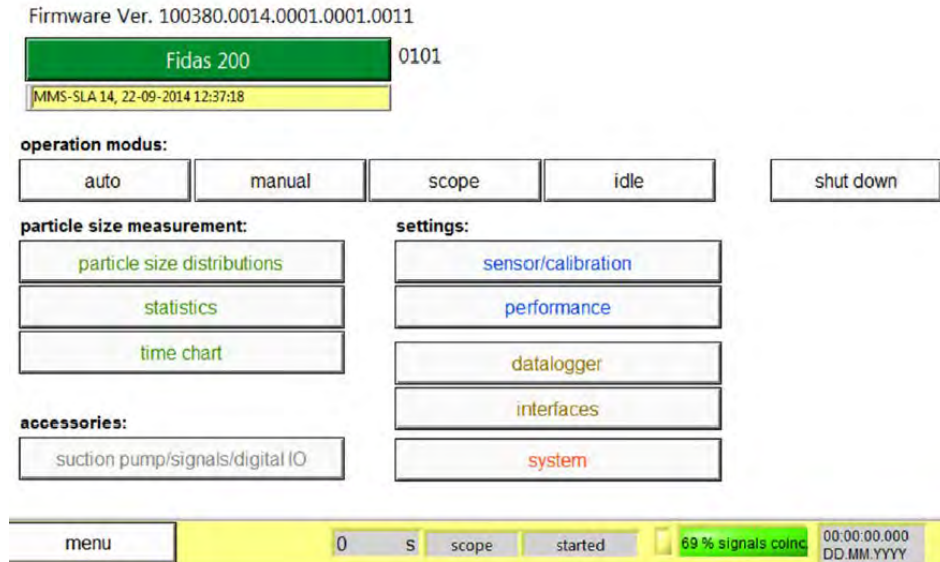 Firmware Ver. 100380.0014.0001.0001.0011
Fidas 200 0101
MMS-SLA 14, 22-09-2014 12:37:18
operation modus:
auto manual scope idle shut down
particle size measurement: settings:
particle size distributions sensor/calibration
statistics performance
time chart
datalogger
interfaces
accessories:
suction pump/signals/digital IO system
menu 0 s scope started 69 % signals coinc. 00:00:00.000
DD.MM.YYYY